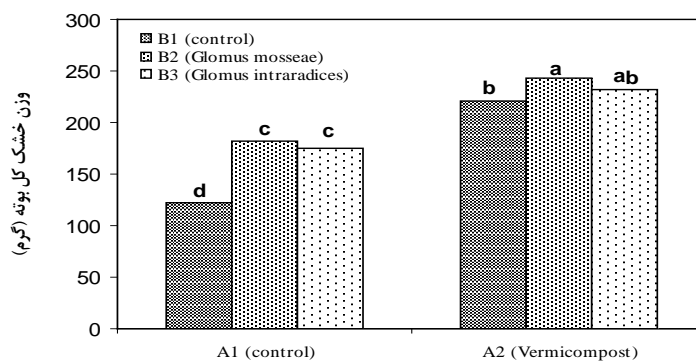 300
250
200
150
100
50
0
وزن خشک کل بوته (گرم)
B1 (control)
B2 (Glomus mosseae)
B3 (Glomus intraradices)
d
c
c
b
a
ab
A1 (control)
A2 (Vermicompost)